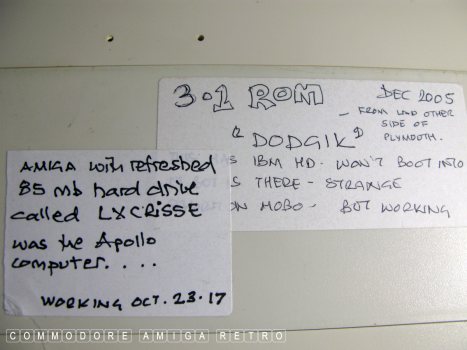 3.1 ROM
DEC 2005
- FROM LAD OTHER
SIDE OF
PLYMOUTH.
"DODGIK"
IBM HD. WON'T BOOT INTO
IS THERE - STRANGE
ON MOBO - BUT WORKING
AMIGA with refreshed
85 mb hard drive
called LXCRISSE
was the Apollo
computer. . . .
WORKING OCT. 23.17
COMMODORE AMIGA RETRO